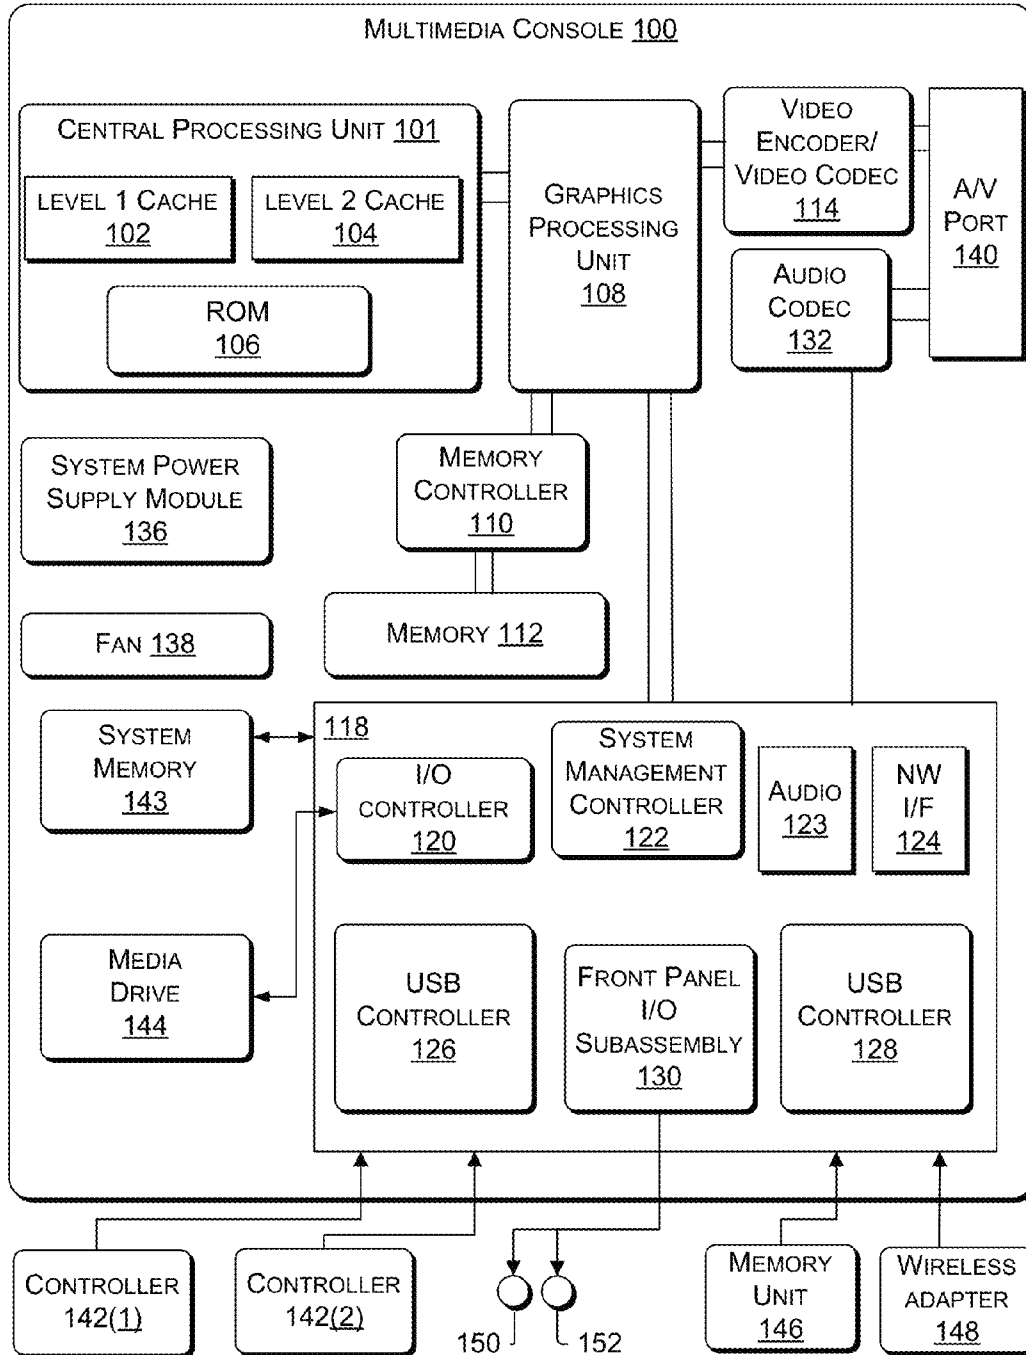 MULTIMEDIA CONSOLE 100
CENTRAL PROCESSING UNIT 101
LEVEL 1 CACHE
102
LEVEL 2 CACHE
104
ROM
106
GRAPHICS
PROCESSING
UNIT
108
VIDEO
ENCODER/
VIDEO CODEC
114
A/V
PORT
140
AUDIO
CODEC
132
SYSTEM POWER
SUPPLY MODULE
136
MEMORY
CONTROLLER
110
FAN 138
MEMORY 112
SYSTEM
MEMORY
143
118
I/O
CONTROLLER
120
SYSTEM
MANAGEMENT
CONTROLLER
122
AUDIO
123
NW
I/F
124
MEDIA
DRIVE
144
USB
CONTROLLER
126
FRONT PANEL
I/O
SUBASSEMBLY
130
USB
CONTROLLER
128
CONTROLLER
142(1)
CONTROLLER
142(2)
150
152
MEMORY
UNIT
146
WIRELESS
ADAPTER
148